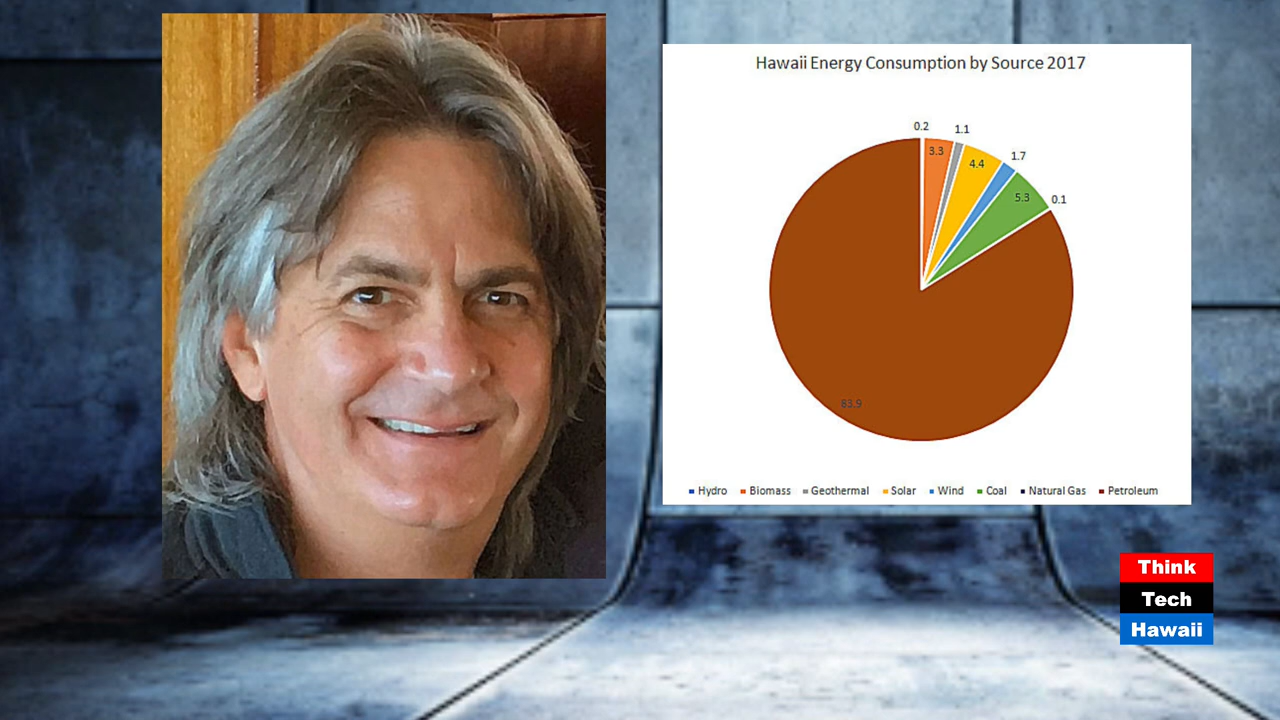 Hawaii Energy Consumption by Source 2017
0.2
1.1
3.3
4.4
1.7
5.3
0.1
83.9
Hydro Biomass Geothermal Solar Wind Coal Natural Gas Petroleum
Think
Tech
Hawaii